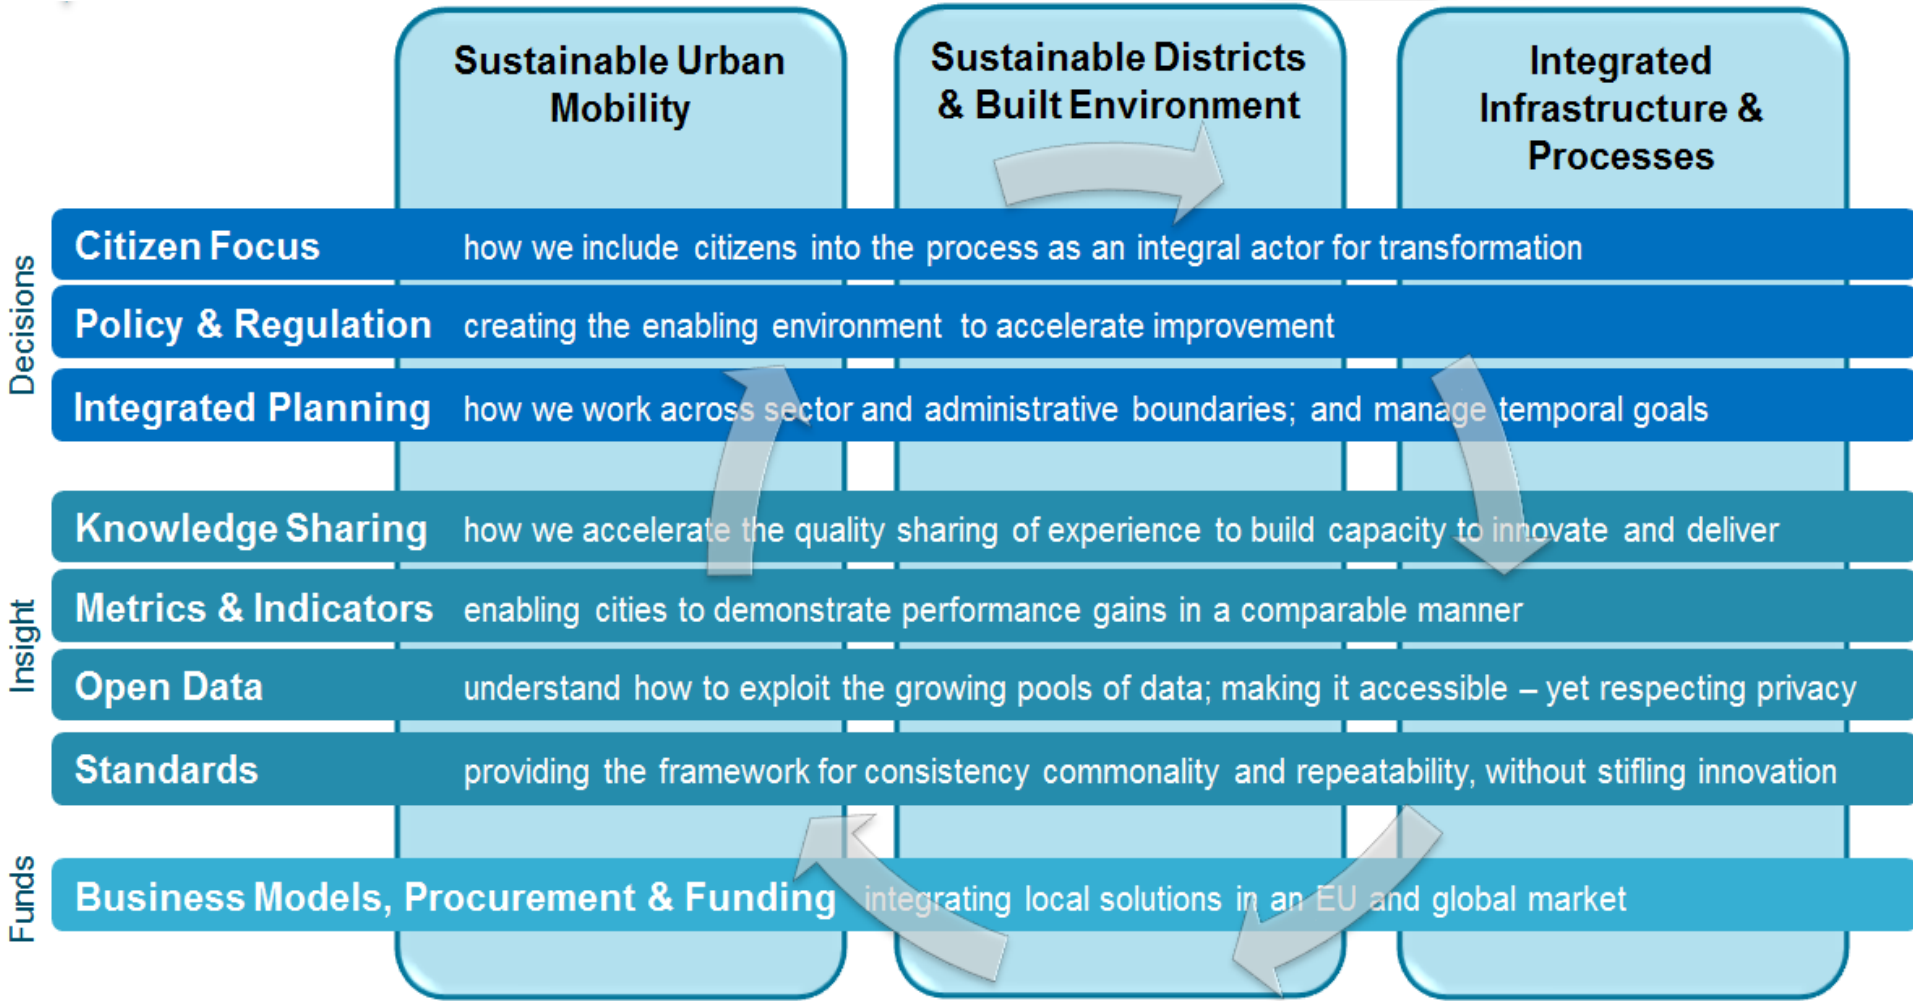 Sustainable Urban
Mobility
Sustainable Districts
& Built Environment
Integrated
Infrastructure &
Processes
Decisions
Citizen Focus how we include citizens into the process as an integral actor for transformation
Policy & Regulation creating the enabling environment to accelerate improvement
Integrated Planning how we work across sector and administrative boundaries; and manage temporal goals
Insight
Knowledge Sharing how we accelerate the quality sharing of experience to build capacity to innovate and deliver
Metrics & Indicators enabling cities to demonstrate performance gains in a comparable manner
Open Data understand how to exploit the growing pools of data; making it accessible – yet respecting privacy
Standards providing the framework for consistency commonality and repeatability, without stifling innovation
Funds
Business Models, Procurement & Funding integrating local solutions in an EU and global market